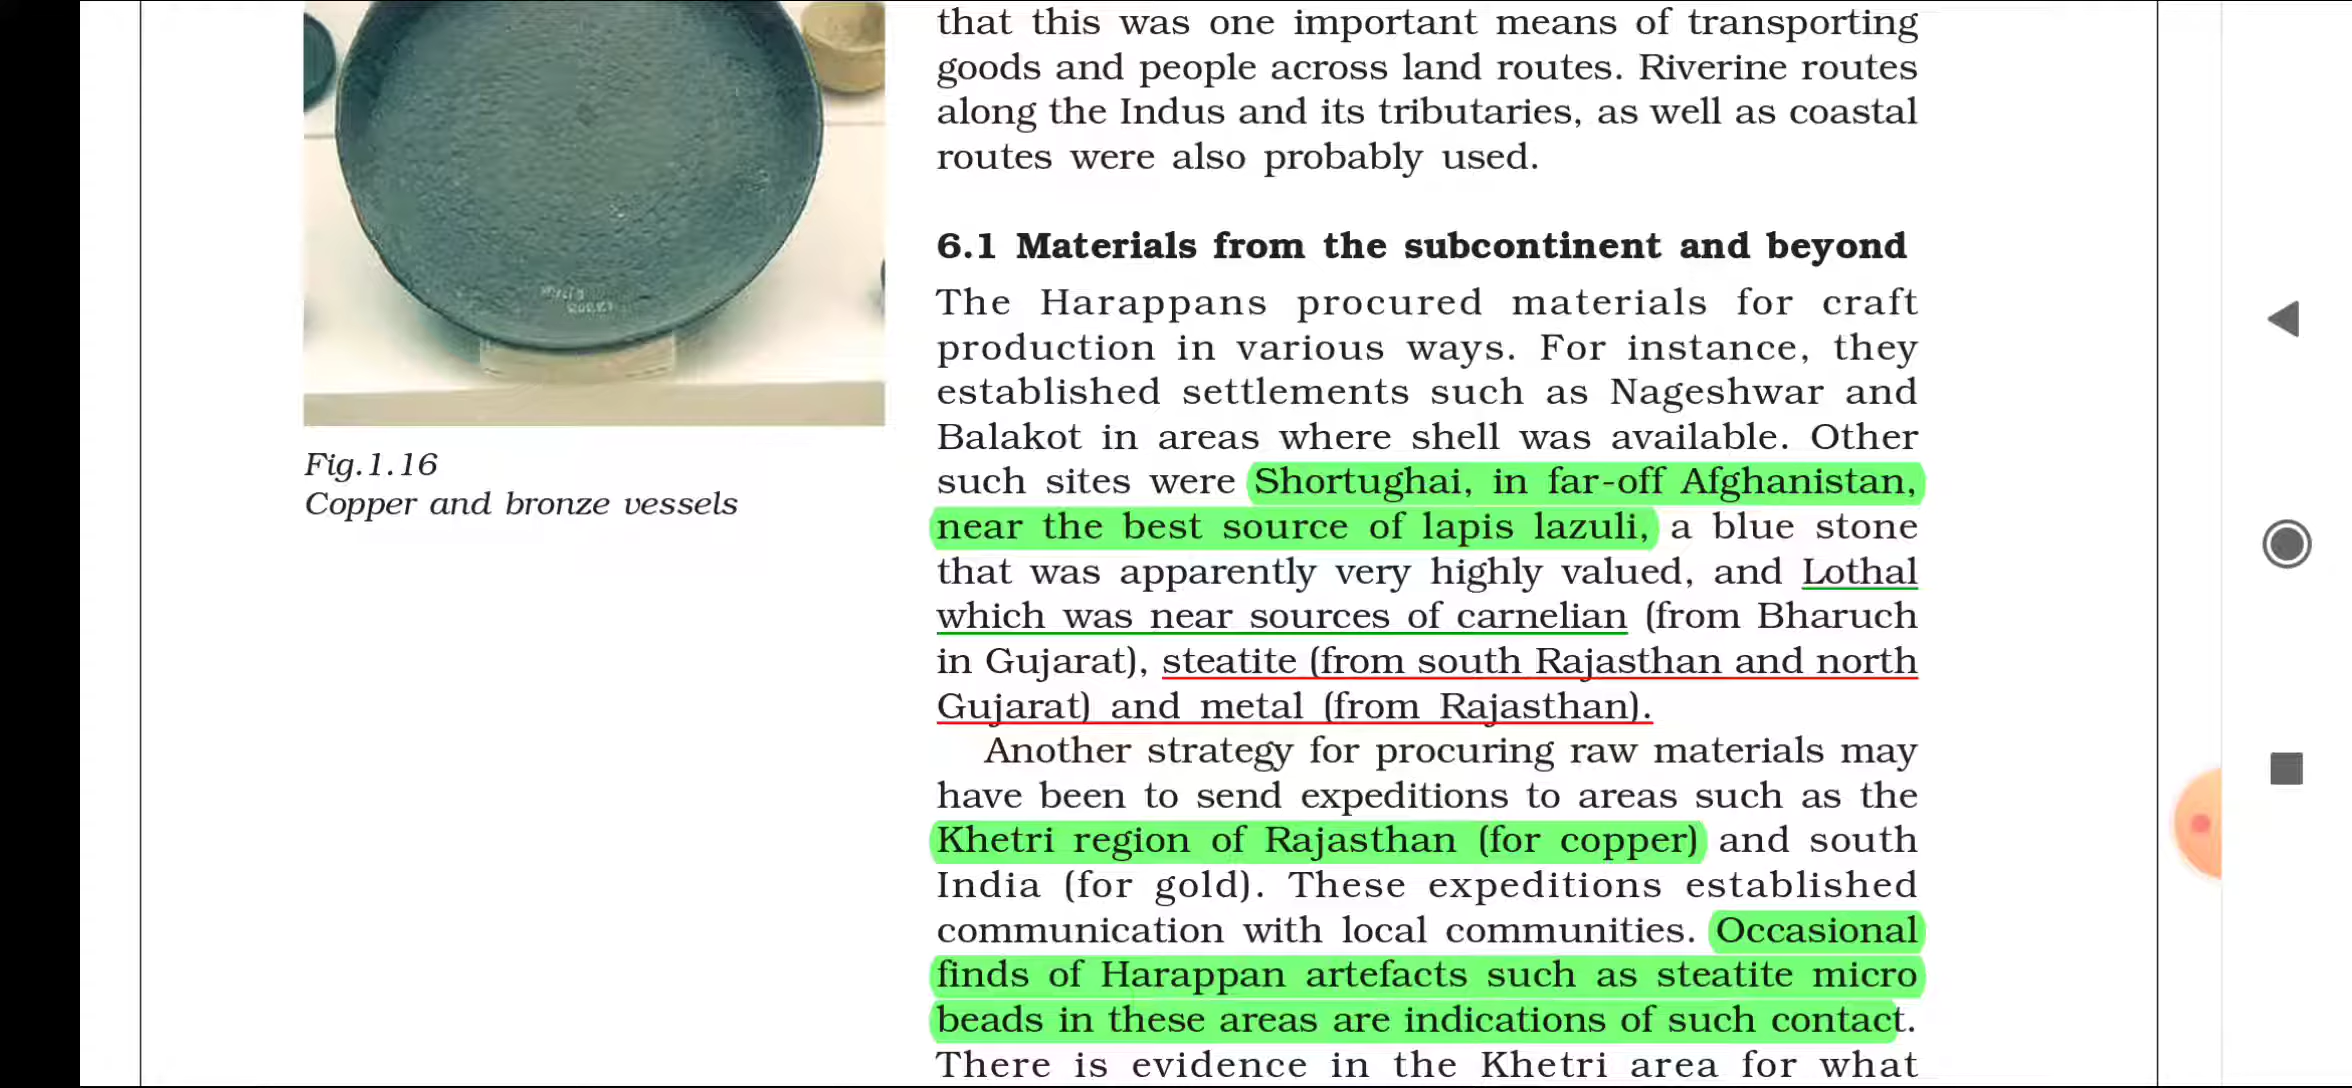 that this was one important means of transporting
goods and people across land routes. Riverine routes
along the Indus and its tributaries, as well as coastal
routes were also probably used.
6.1 Materials from the subcontinent and beyond
The Harappans procured materials for craft
production in various ways. For instance, they
established settlements such as Nageshwar and
Balakot in areas where shell was available. Other
such sites were Shortughai, in far-off Afghanistan,
near the best source of lapis lazuli, a blue stone
that was apparently very highly valued, and Lothal
which was near sources of carnelian (from Bharuch
in Gujarat), steatite (from south Rajasthan and north
Gujarat) and metal (from Rajasthan).
Another strategy for procuring raw materials may
have been to send expeditions to areas such as the
Khetri region of Rajasthan (for copper) and south
India (for gold). These expeditions established
communication with local communities. Occasional
finds of Harappan artefacts such as steatite micro
beads in these areas are indications of such contact.
There is evidence in the Khetri area for what
Fig.1.16
Copper and bronze vessels